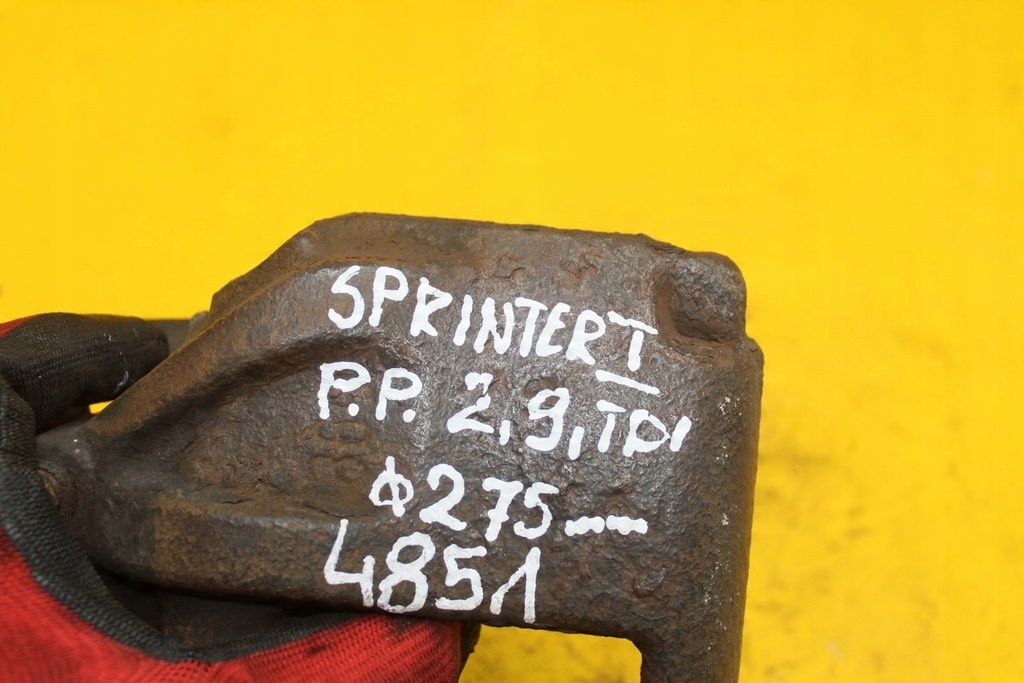 SPRINTER I
P.P. 2,9, TDI
Φ275 --
4851